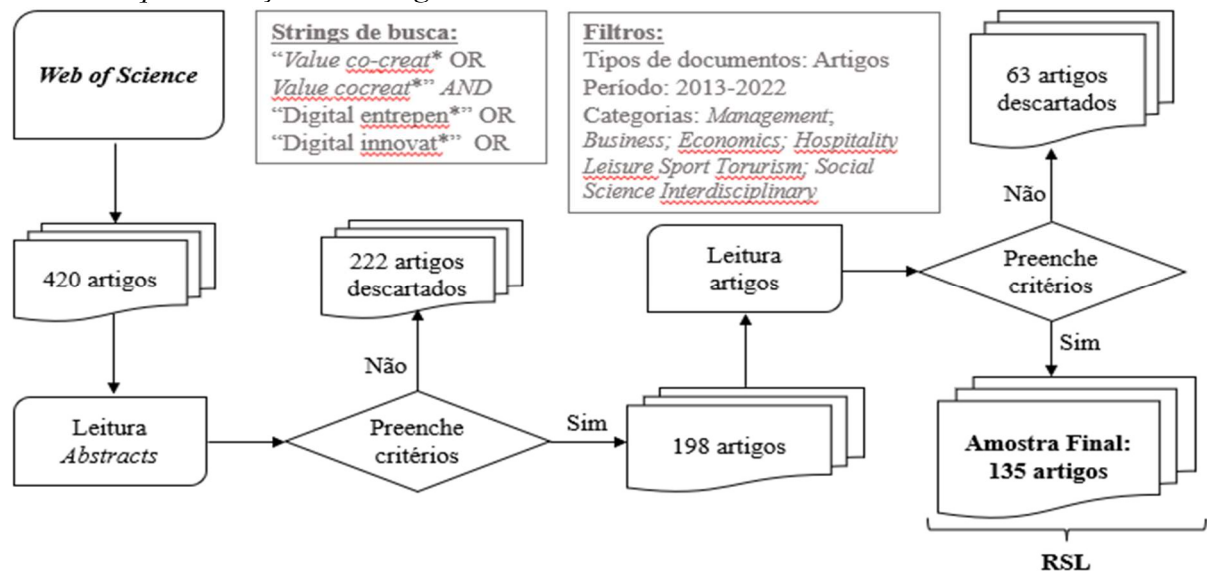 Web of Science
Strings de busca:
“Value co-creat* OR
Value cocreat*” AND
“Digital entrepen*” OR
“Digital innovat*” OR
Filtros:
Tipos de documentos: Artigos
Período: 2013-2022
Categorias: Management;
Business; Economics; Hospitality
Leisure Sport Torurism; Social
Science Interdisciplinary
63 artigos
descartados
Não
420 artigos
222 artigos
descartados
Leitura
artigos
Preenche
critérios
Não
Sim
Leitura
Abstracts
Preenche
critérios
Sim
198 artigos
Amostra Final:
135 artigos
RSL